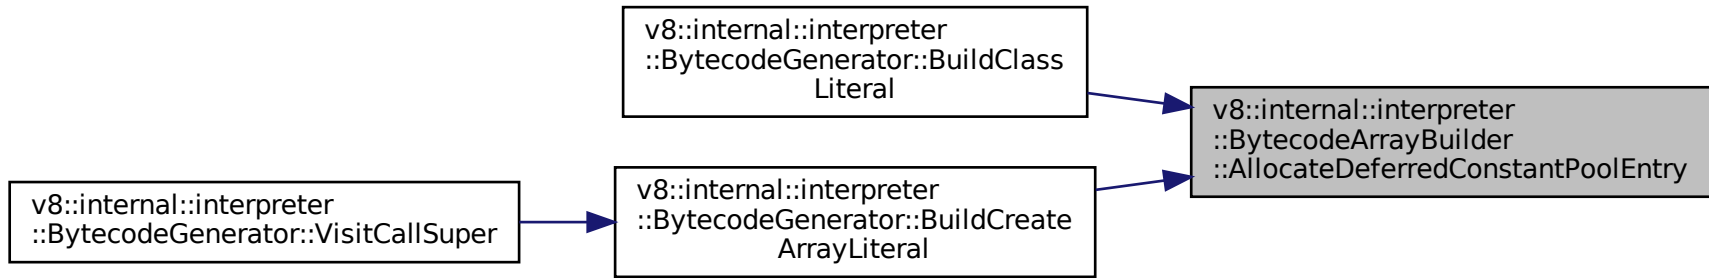 v8::internal::interpreter
::BytecodeGenerator::BuildClass
Literal
v8::internal::interpreter
::BytecodeArrayBuilder
::AllocateDeferredConstantPoolEntry
v8::internal::interpreter
::BytecodeGenerator::BuildCreate
ArrayLiteral
v8::internal::interpreter
::BytecodeGenerator::VisitCallSuper